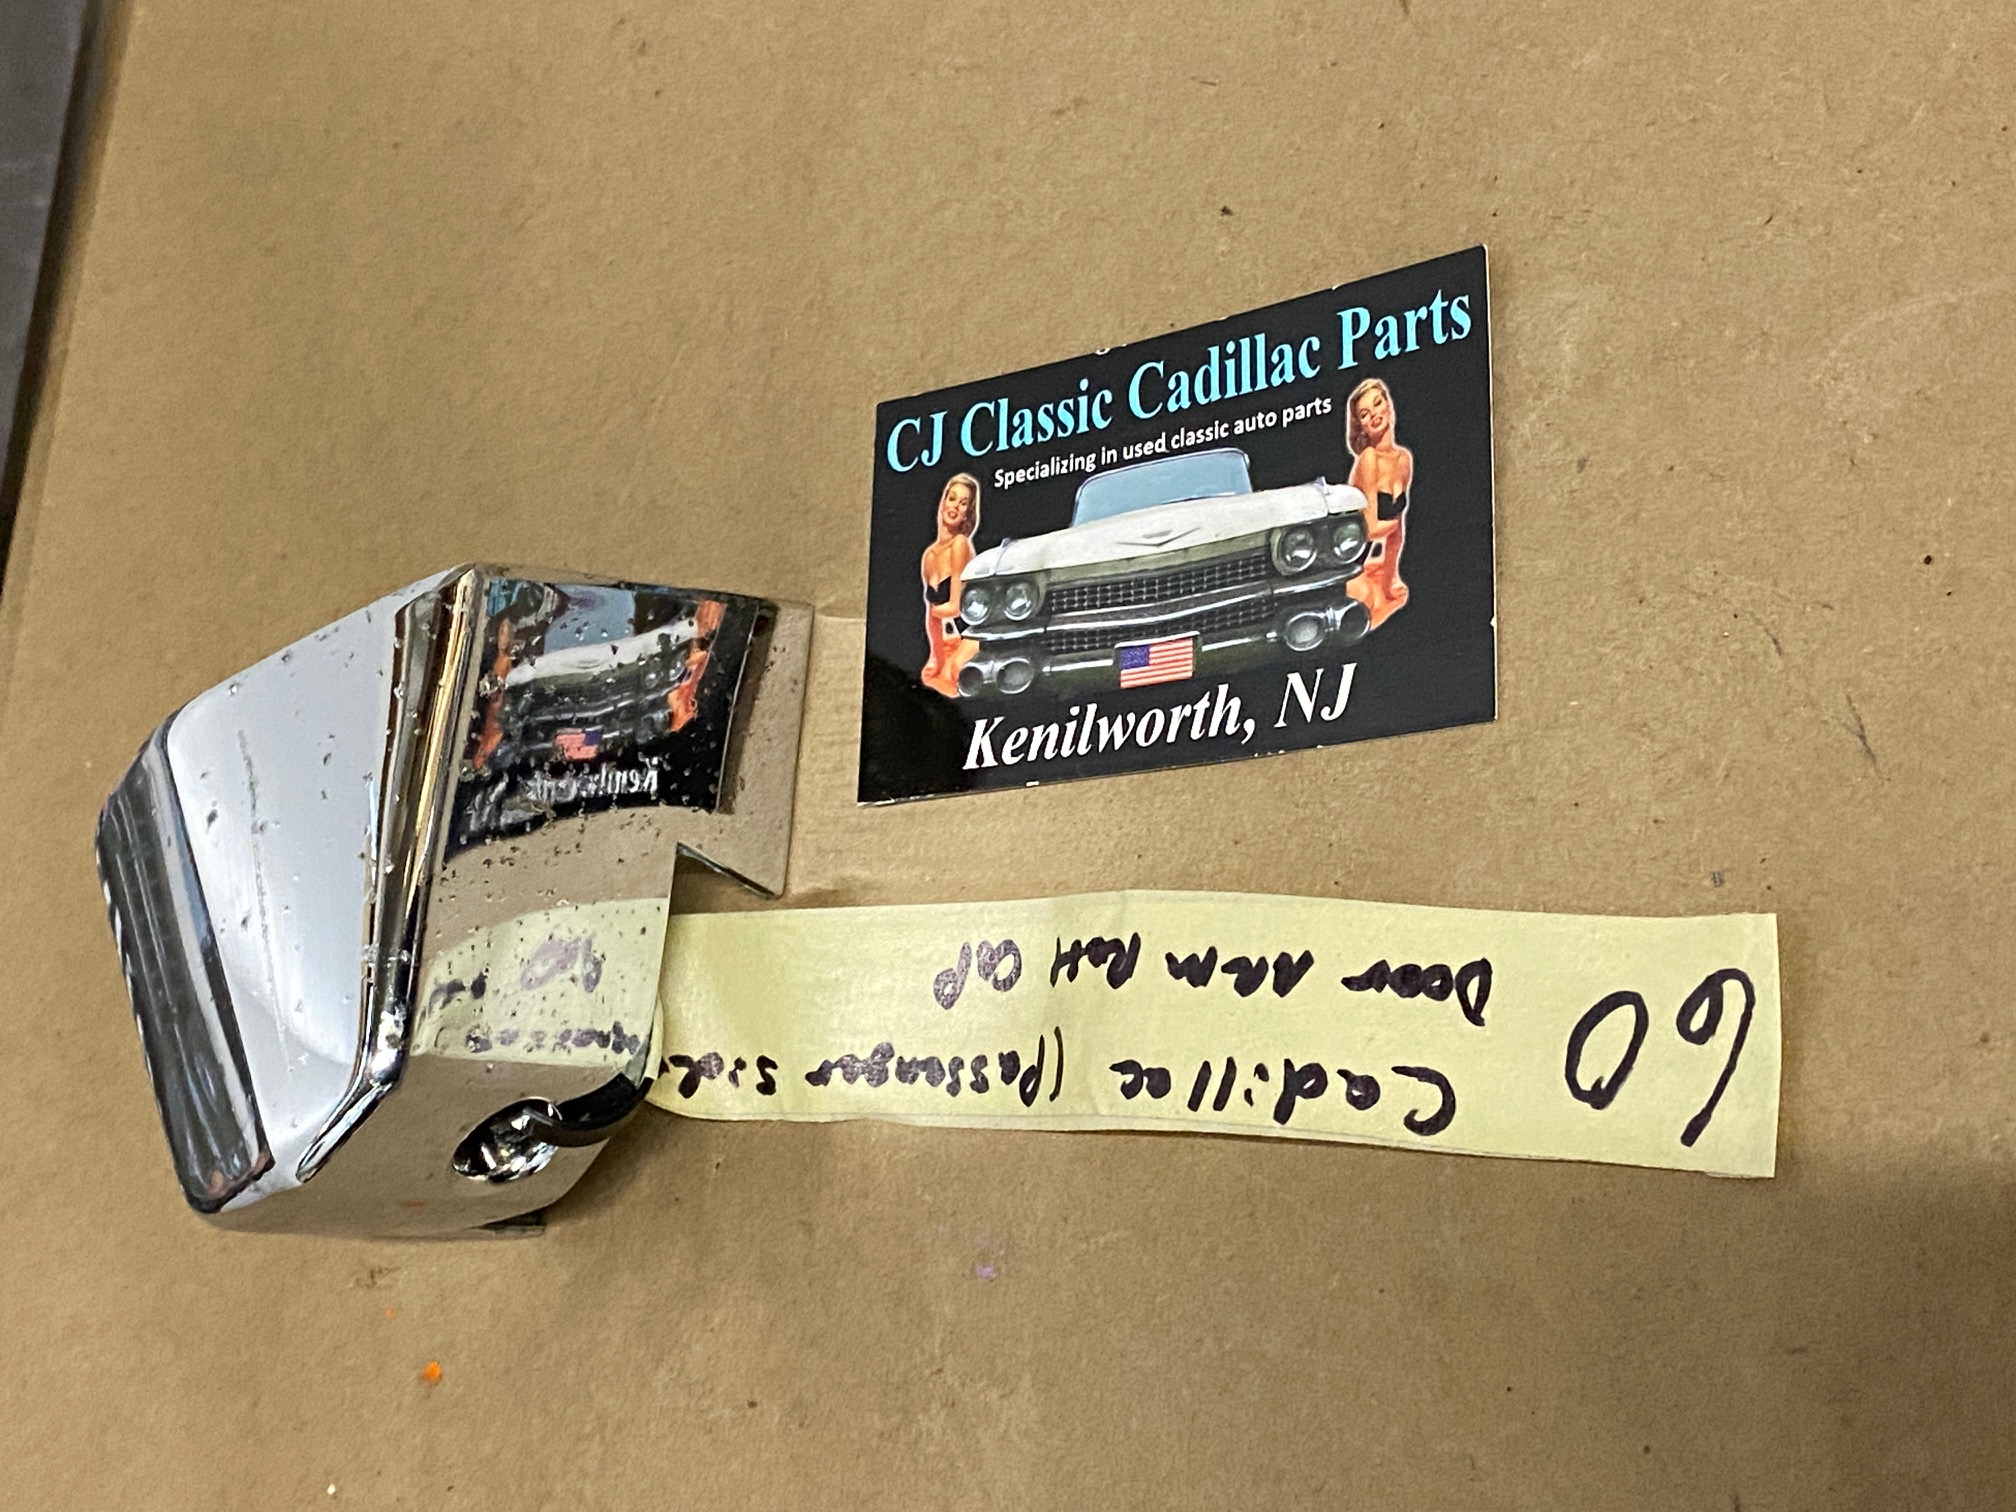 CJ Classic Cadillac Parts
Specializing in used classic auto parts
Kenilworth, NJ
60
Cadillac (Passenger side
Door Arm Rest Cap